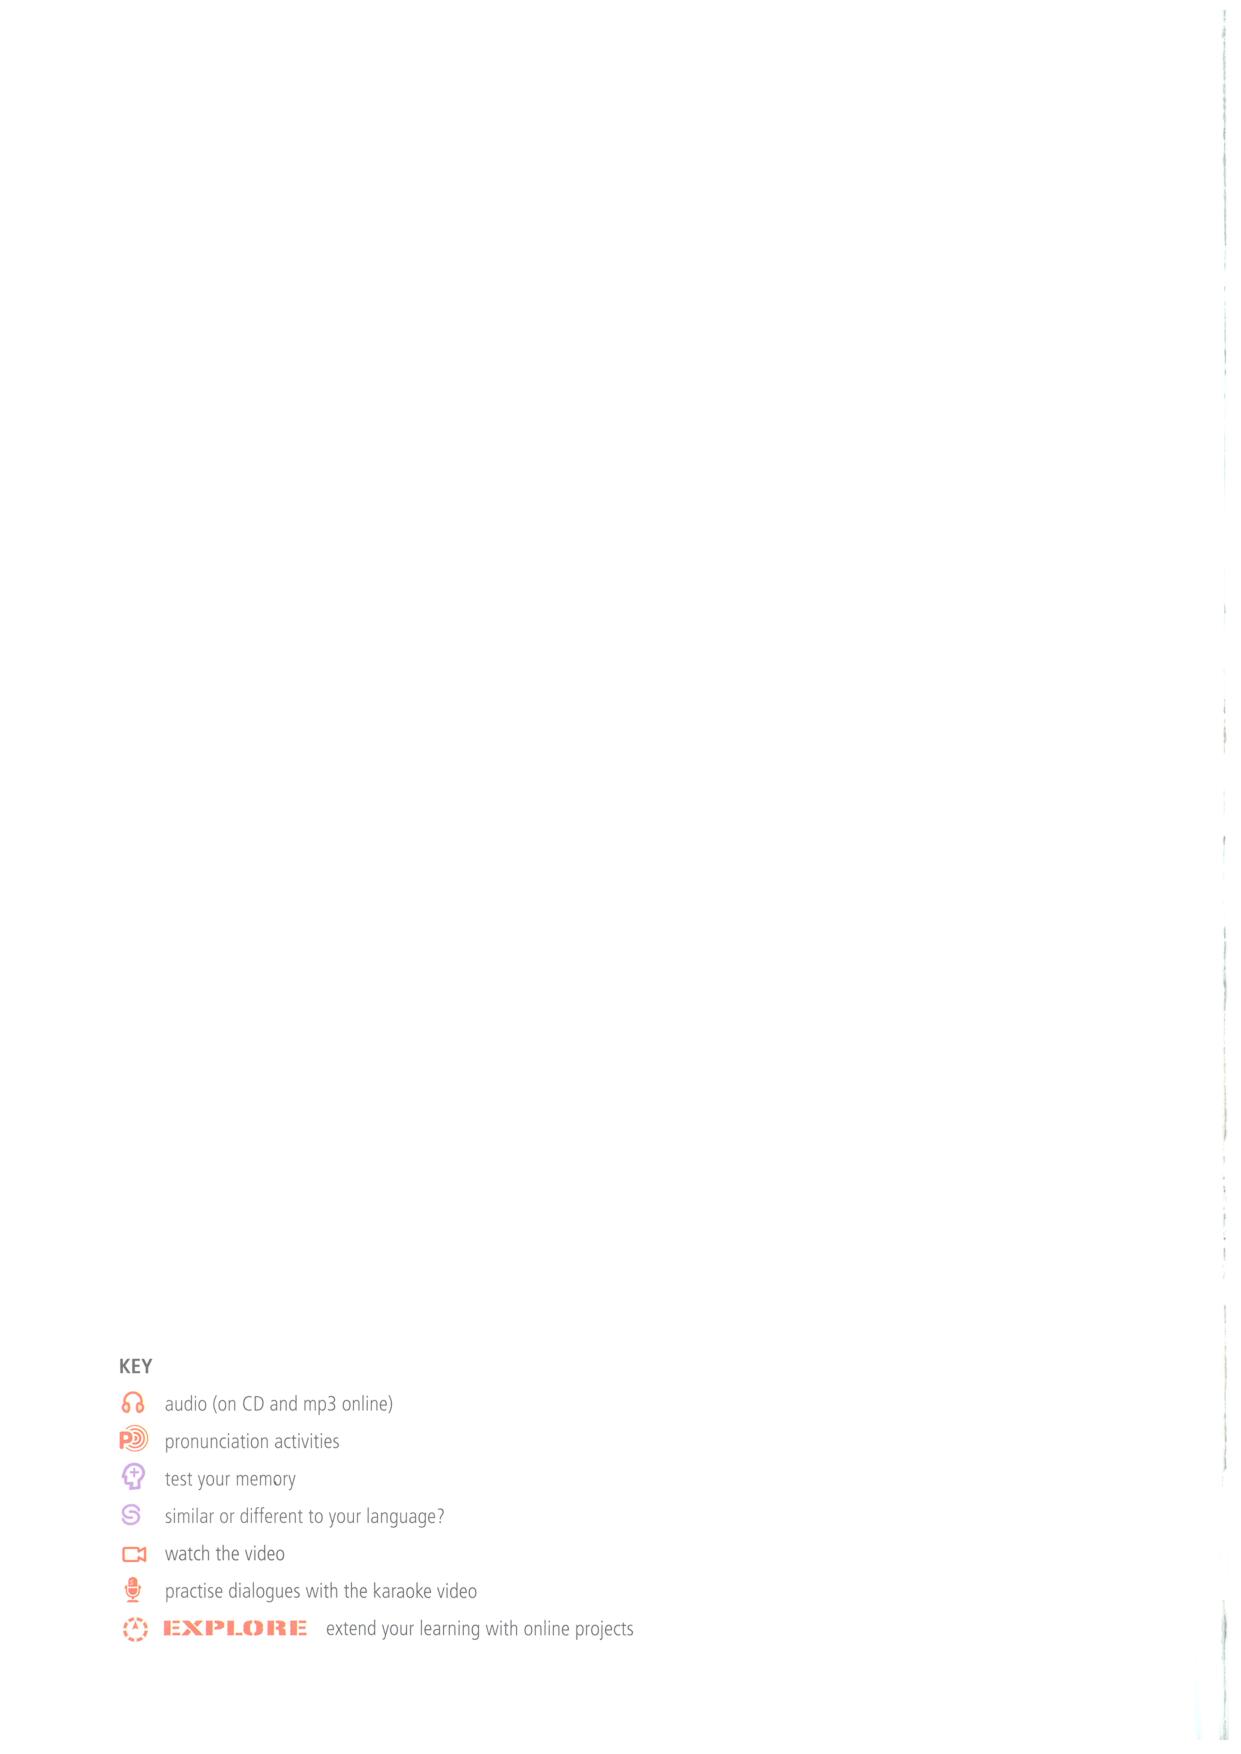 KEY
audio (on CD and mp3 online)
pronunciation activities
test your memory
similar or different to your language?
watch the video
practise dialogues with the karaoke video
EXPLORE extend your learning with online projects